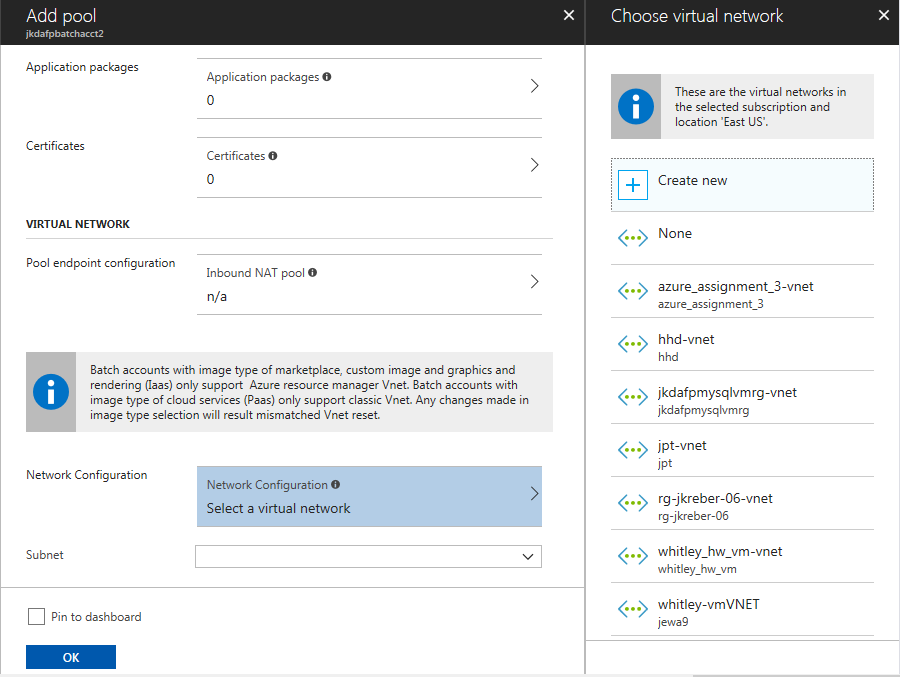 Add pool
jkdafpbatchacct2
Application packages
Application packages
0
Certificates
Certificates
0
VIRTUAL NETWORK
Pool endpoint configuration
Inbound NAT pool
n/a
Batch accounts with image type of marketplace, custom image and graphics and
rendering (Iaas) only support Azure resource manager Vnet. Batch accounts with
image type of cloud services (Paas) only support classic Vnet. Any changes made in
image type selection will result mismatched Vnet reset.
Network Configuration
Network Configuration
Select a virtual network
Subnet
Pin to dashboard
OK
Choose virtual network
These are the virtual networks in
the selected subscription and
location 'East US'.
Create new
None
azure_assignment_3-vnet
azure_assignment_3
hhd-vnet
hhd
jkdafpmysqlvmrg-vnet
jkdafpmysqlvmrg
jpt-vnet
jpt
rg-jkreber-06-vnet
rg-jkreber-06
whitley_hw_vm-vnet
whitley_hw_vm
whitley-vmVNET
jewa9